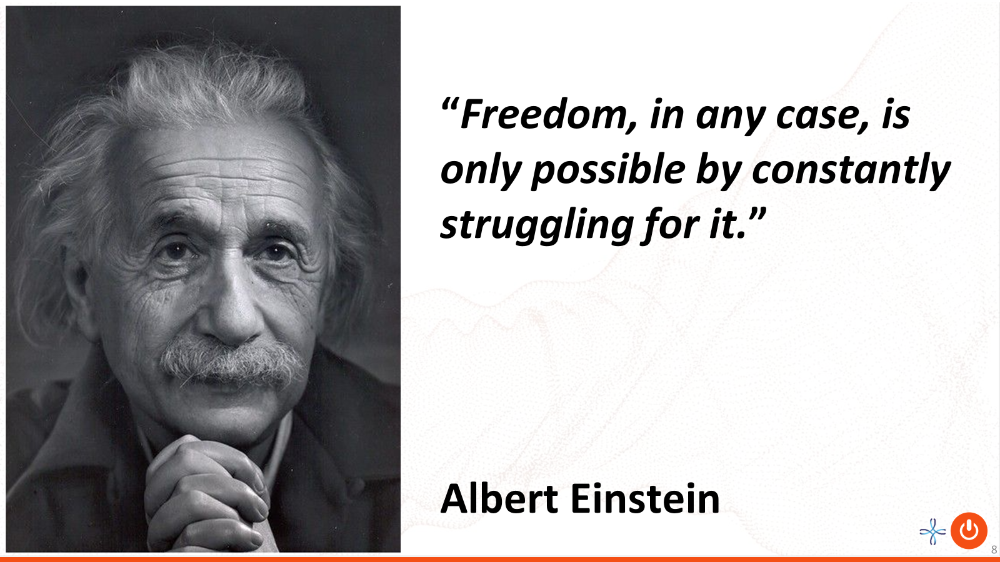 “Freedom, in any case, is
only possible by constantly
struggling for it.”
Albert Einstein
8